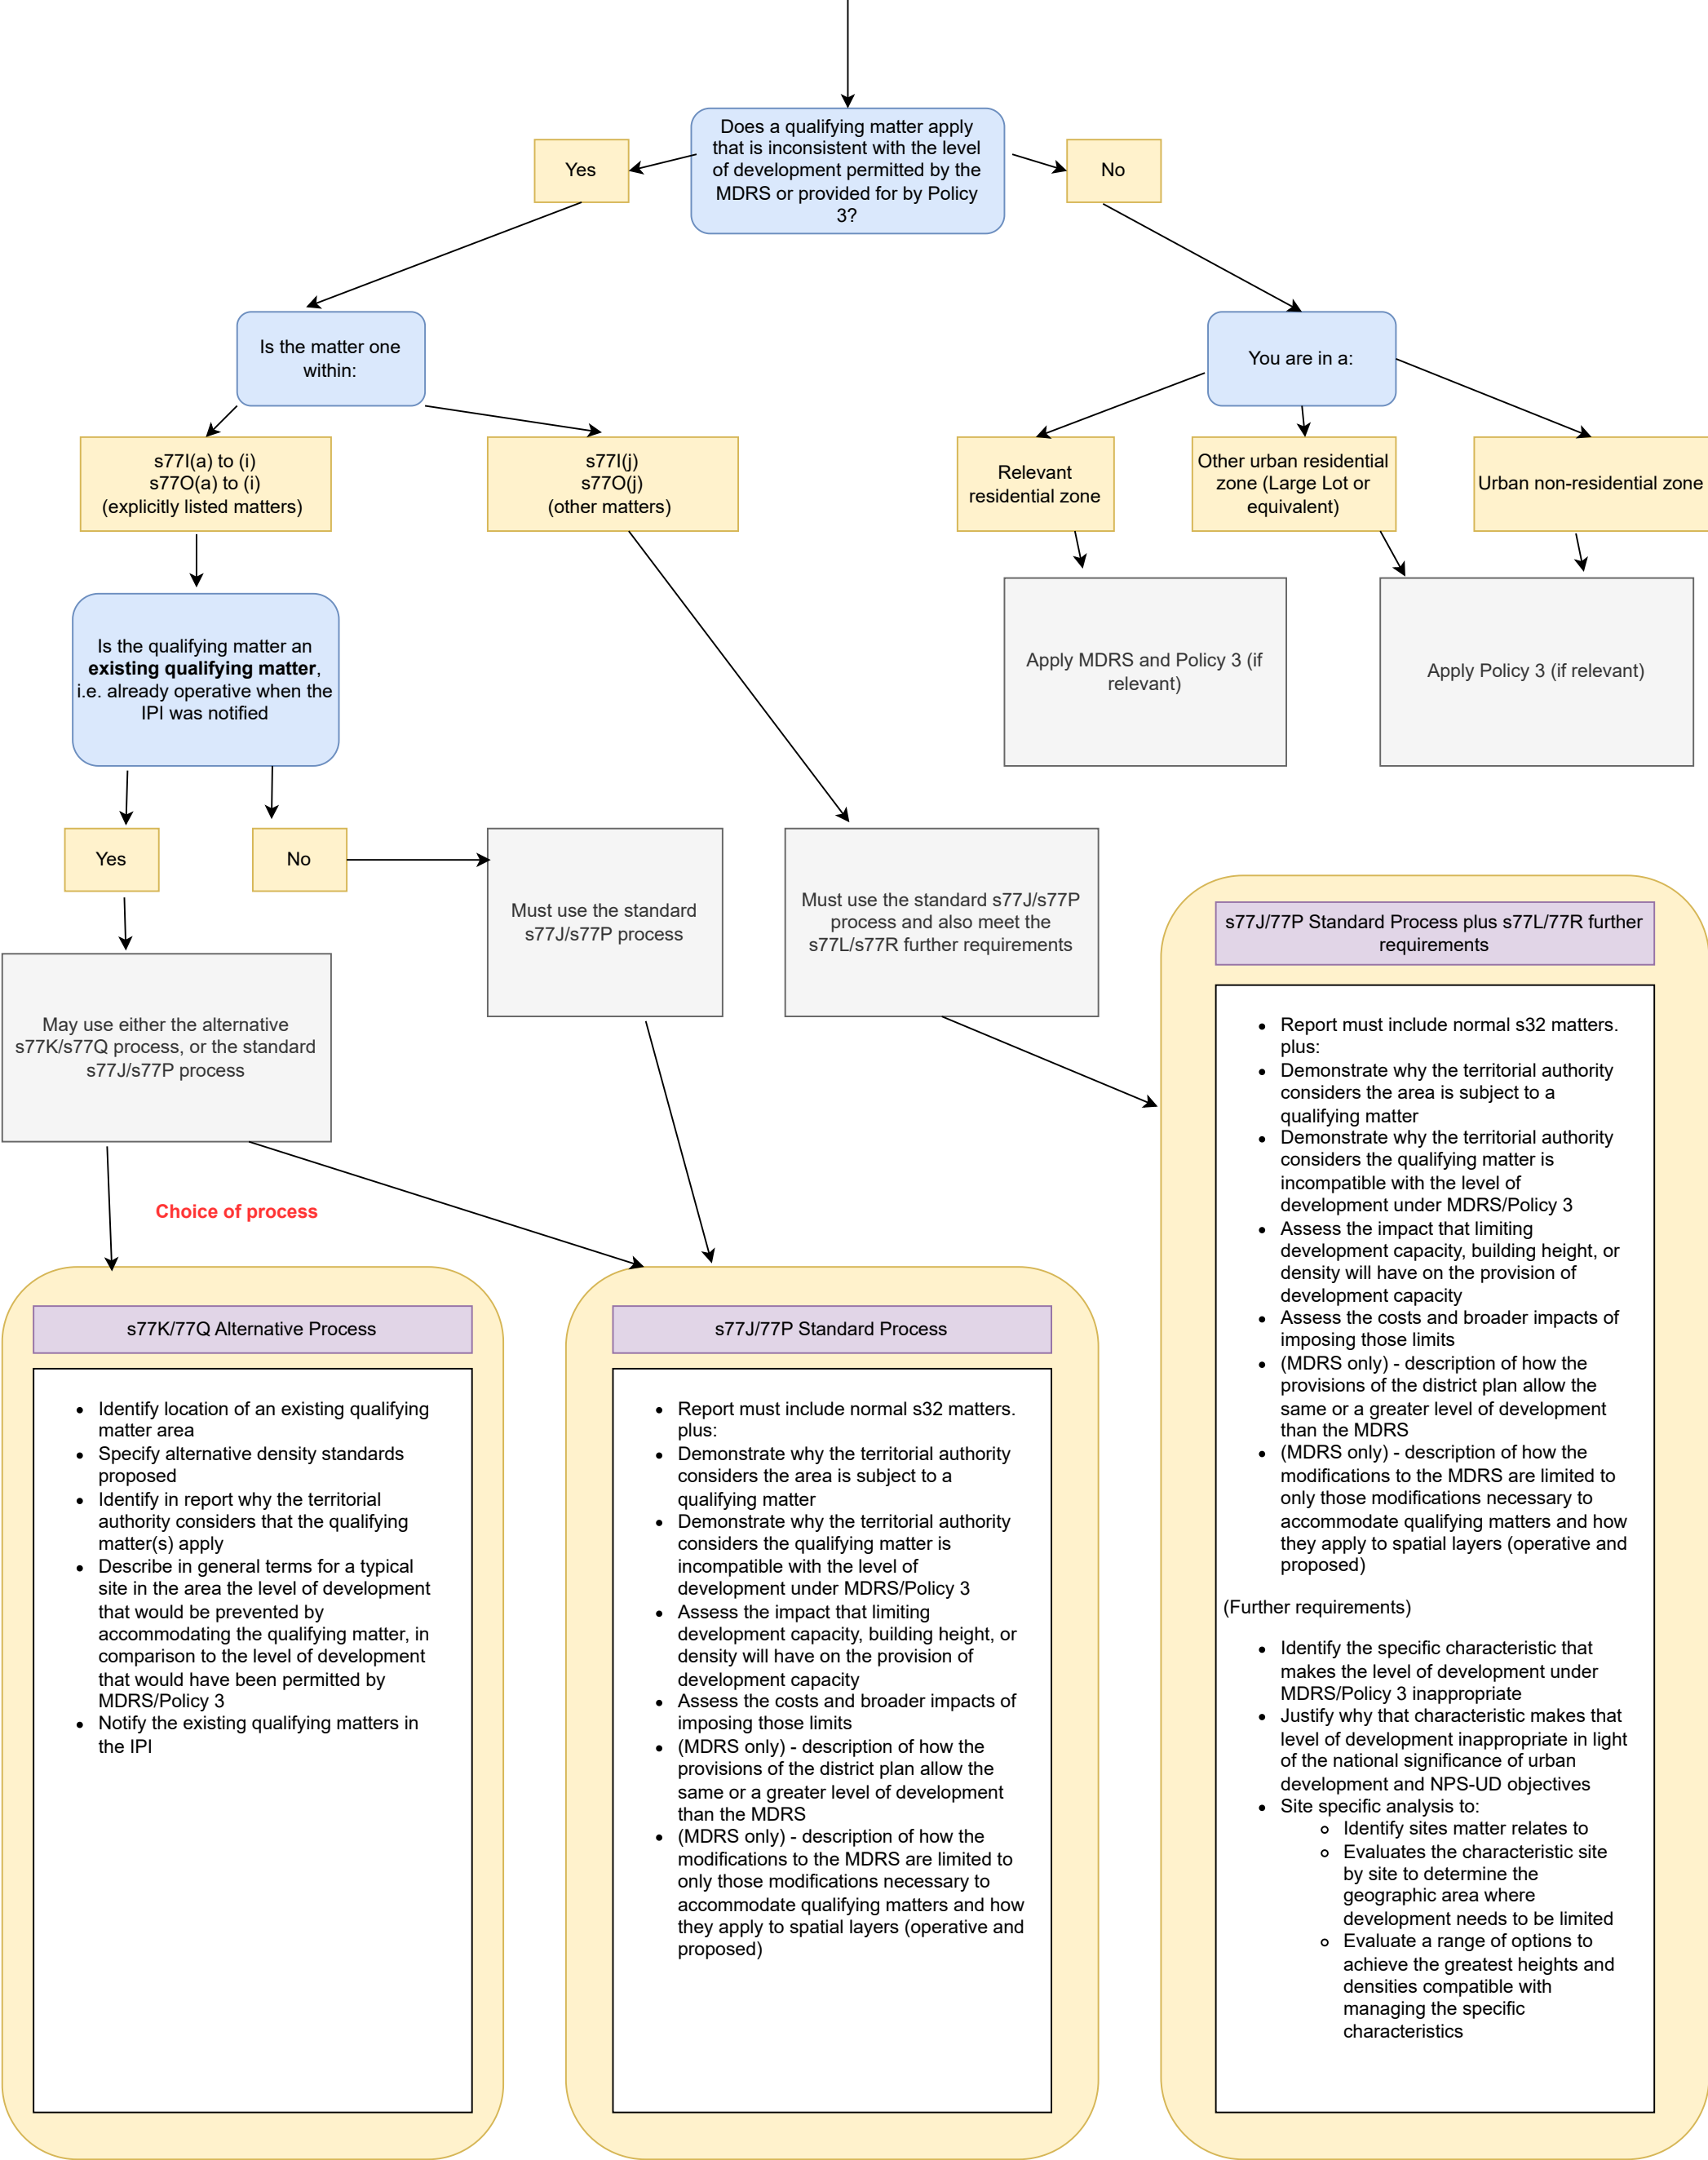 Does a qualifying matter apply
that is inconsistent with the level
of development permitted by the
MDRS or provided for by Policy
3?
Yes
No
Is the matter one
within:
You are in a:
s77I(a) to (i)
s77O(a) to (i)
(explicitly listed matters)
s77I(j)
s77O(j)
(other matters)
Relevant
residential zone
Other urban residential
zone (Large Lot or
equivalent)
Urban non-residential zone
Is the qualifying matter an
existing qualifying matter,
i.e. already operative when the
IPI was notified
Apply MDRS and Policy 3 (if
relevant)
Apply Policy 3 (if relevant)
Yes
No
Must use the standard
s77J/s77P process
Must use the standard s77J/s77P
process and also meet the
s77L/s77R further requirements
May use either the alternative
s77K/s77Q process, or the standard
s77J/s77P process
Choice of process
s77K/77Q Alternative Process
• Identify location of an existing qualifying
matter area
• Specify alternative density standards
proposed
• Identify in report why the territorial
authority considers that the qualifying
matter(s) apply
• Describe in general terms for a typical
site in the area the level of development
that would be prevented by
accommodating the qualifying matter, in
comparison to the level of development
that would have been permitted by
MDRS/Policy 3
• Notify the existing qualifying matters in
the IPI
s77J/77P Standard Process
• Report must include normal s32 matters.
plus:
• Demonstrate why the territorial authority
considers the area is subject to a
qualifying matter
• Demonstrate why the territorial authority
considers the qualifying matter is
incompatible with the level of
development under MDRS/Policy 3
• Assess the impact that limiting
development capacity, building height, or
density will have on the provision of
development capacity
• Assess the costs and broader impacts of
imposing those limits
• (MDRS only) - description of how the
provisions of the district plan allow the
same or a greater level of development
than the MDRS
• (MDRS only) - description of how the
modifications to the MDRS are limited to
only those modifications necessary to
accommodate qualifying matters and how
they apply to spatial layers (operative and
proposed)
s77J/77P Standard Process plus s77L/77R further
requirements
• Report must include normal s32 matters.
plus:
• Demonstrate why the territorial authority
considers the area is subject to a
qualifying matter
• Demonstrate why the territorial authority
considers the qualifying matter is
incompatible with the level of
development under MDRS/Policy 3
• Assess the impact that limiting
development capacity, building height, or
density will have on the provision of
development capacity
• Assess the costs and broader impacts of
imposing those limits
• (MDRS only) - description of how the
provisions of the district plan allow the
same or a greater level of development
than the MDRS
• (MDRS only) - description of how the
modifications to the MDRS are limited to
only those modifications necessary to
accommodate qualifying matters and how
they apply to spatial layers (operative and
proposed)
(Further requirements)
• Identify the specific characteristic that
makes the level of development under
MDRS/Policy 3 inappropriate
• Justify why that characteristic makes that
level of development inappropriate in light
of the national significance of urban
development and NPS-UD objectives
• Site specific analysis to:
◦ Identify sites matter relates to
◦ Evaluates the characteristic site
by site to determine the
geographic area where
development needs to be limited
◦ Evaluate a range of options to
achieve the greatest heights and
densities compatible with
managing the specific
characteristics